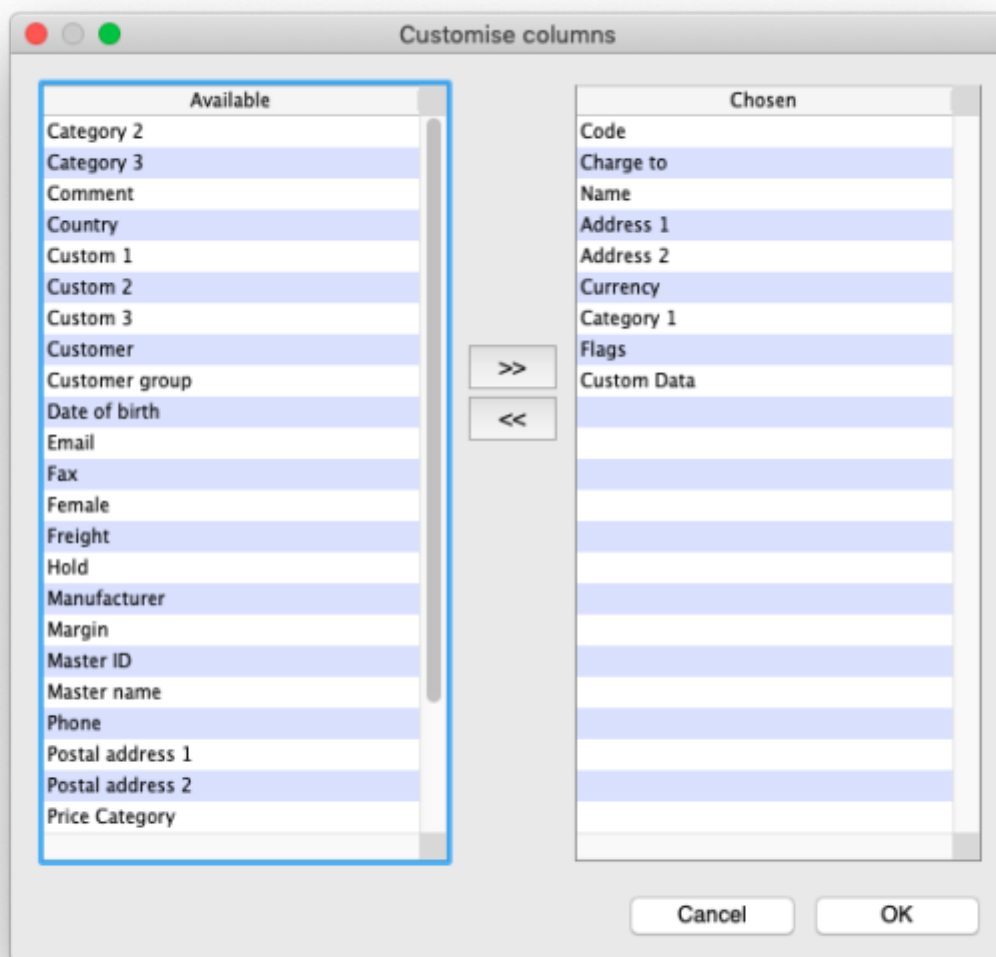 Customise columns
Available
Category 2
Category 3
Comment
Country
Custom 1
Custom 2
Custom 3
Customer
Customer group
Date of birth
Email
Fax
Female
Freight
Hold
Manufacturer
Margin
Master ID
Master name
Phone
Postal address 1
Postal address 2
Price Category
>>
<<
Chosen
Code
Charge to
Name
Address 1
Address 2
Currency
Category 1
Flags
Custom Data
Cancel
OK